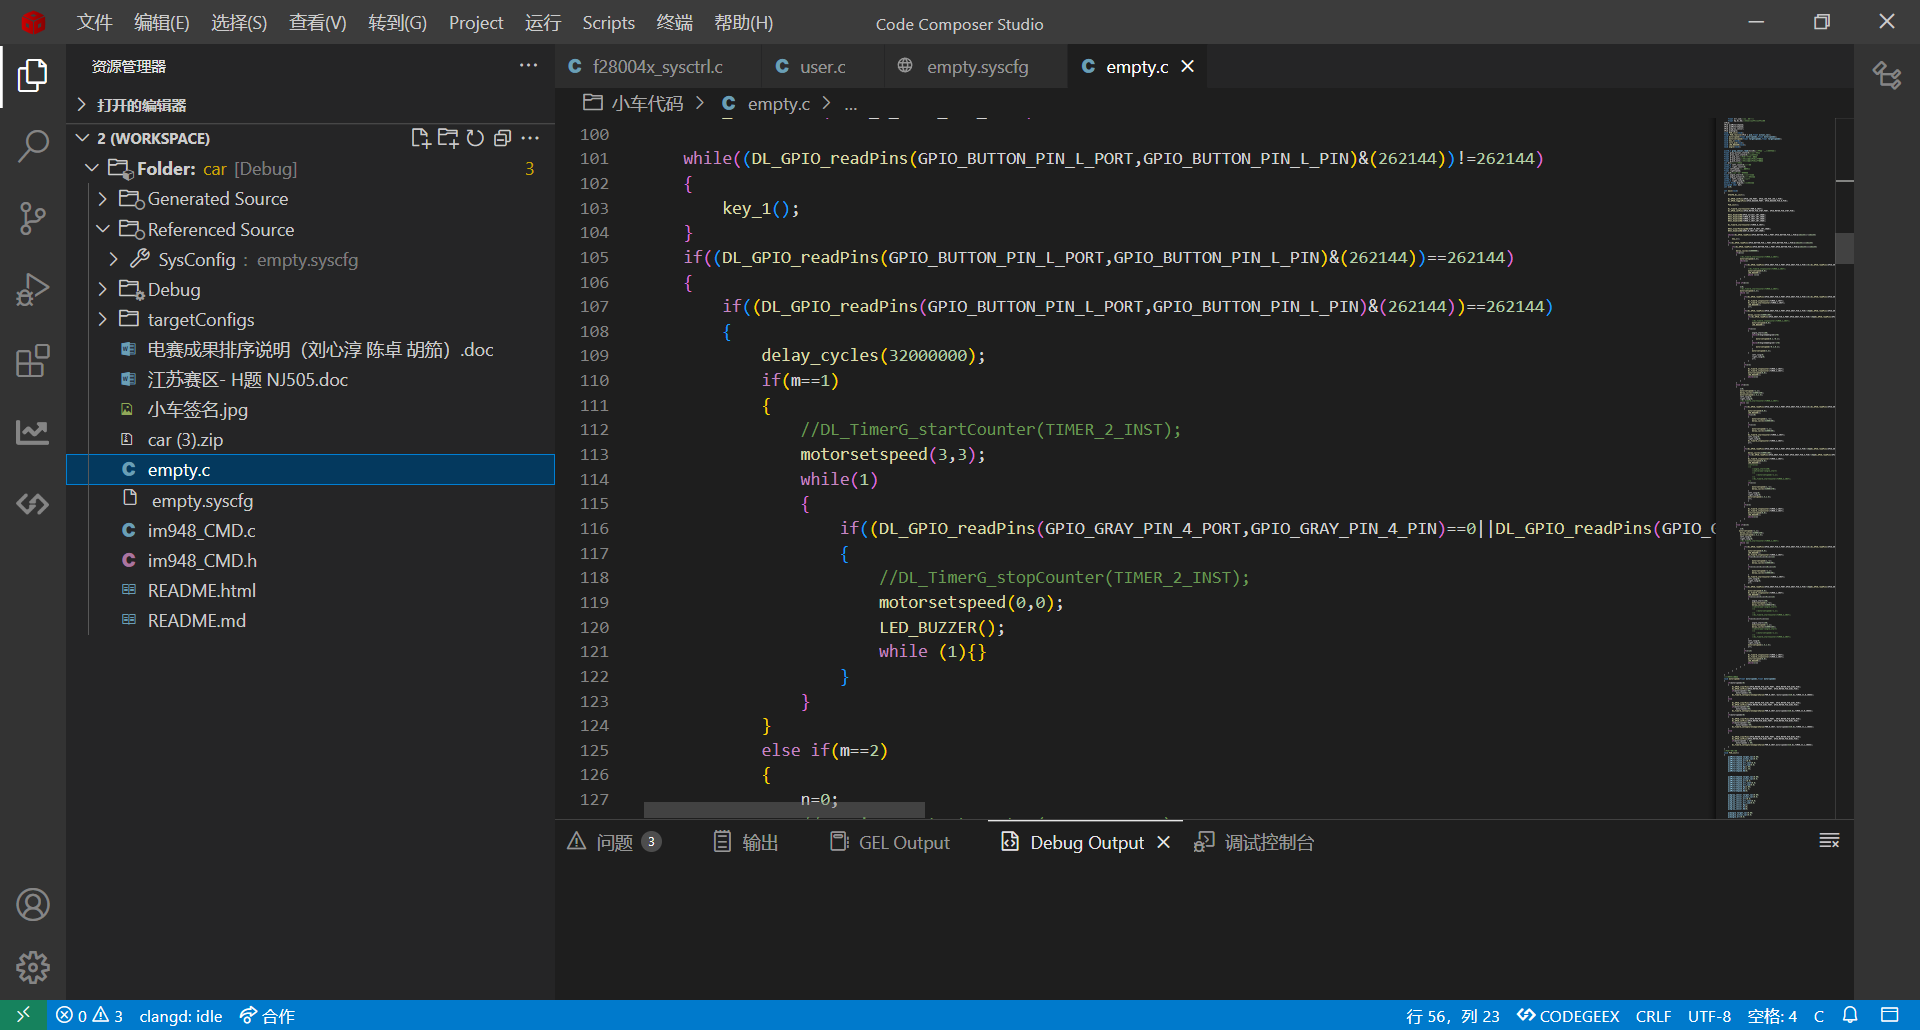 文件 编辑(E) 选择(S) 查看(V) 转到(G) Project 运行 Scripts 终端 帮助(H) Code Composer Studio
资源管理器
打开的编辑器
2 (WORKSPACE)
Folder: car [Debug] 3
Generated Source
Referenced Source
SysConfig : empty.syscfg
Debug
targetConfigs
电赛成果排序说明（刘心淳 陈卓 胡笳）.doc
江苏赛区- H题 NJ505.doc
小车签名.jpg
car (3).zip
empty.c
empty.syscfg
im948_CMD.c
im948_CMD.h
README.html
README.md
f28004x_sysctrl.c user.c empty.syscfg empty.c
小车代码 > empty.c > ...
100
101 while((DL_GPIO_readPins(GPIO_BUTTON_PIN_L_PORT,GPIO_BUTTON_PIN_L_PIN)&(262144))!=262144)
102 {
103 key_1();
104 }
105 if((DL_GPIO_readPins(GPIO_BUTTON_PIN_L_PORT,GPIO_BUTTON_PIN_L_PIN)&(262144))==262144)
106 {
107 if((DL_GPIO_readPins(GPIO_BUTTON_PIN_L_PORT,GPIO_BUTTON_PIN_L_PIN)&(262144))==262144)
108 {
109 delay_cycles(32000000);
110 if(m==1)
111 {
112 //DL_TimerG_startCounter(TIMER_2_INST);
113 motorsetspeed(3,3);
114 while(1)
115 {
116 if((DL_GPIO_readPins(GPIO_GRAY_PIN_4_PORT,GPIO_GRAY_PIN_4_PIN)==0||DL_GPIO_readPins(GPIO_
117 {
118 //DL_TimerG_stopCounter(TIMER_2_INST);
119 motorsetspeed(0,0);
120 LED_BUZZER();
121 while (1){}
122 }
123 }
124 }
125 else if(m==2)
126 {
127 n=0;
问题 3 输出 GEL Output Debug Output 调试控制台
0 3 clangd: idle 合作 行 56，列 23 CODEGEEX CRLF UTF-8 空格: 4 C